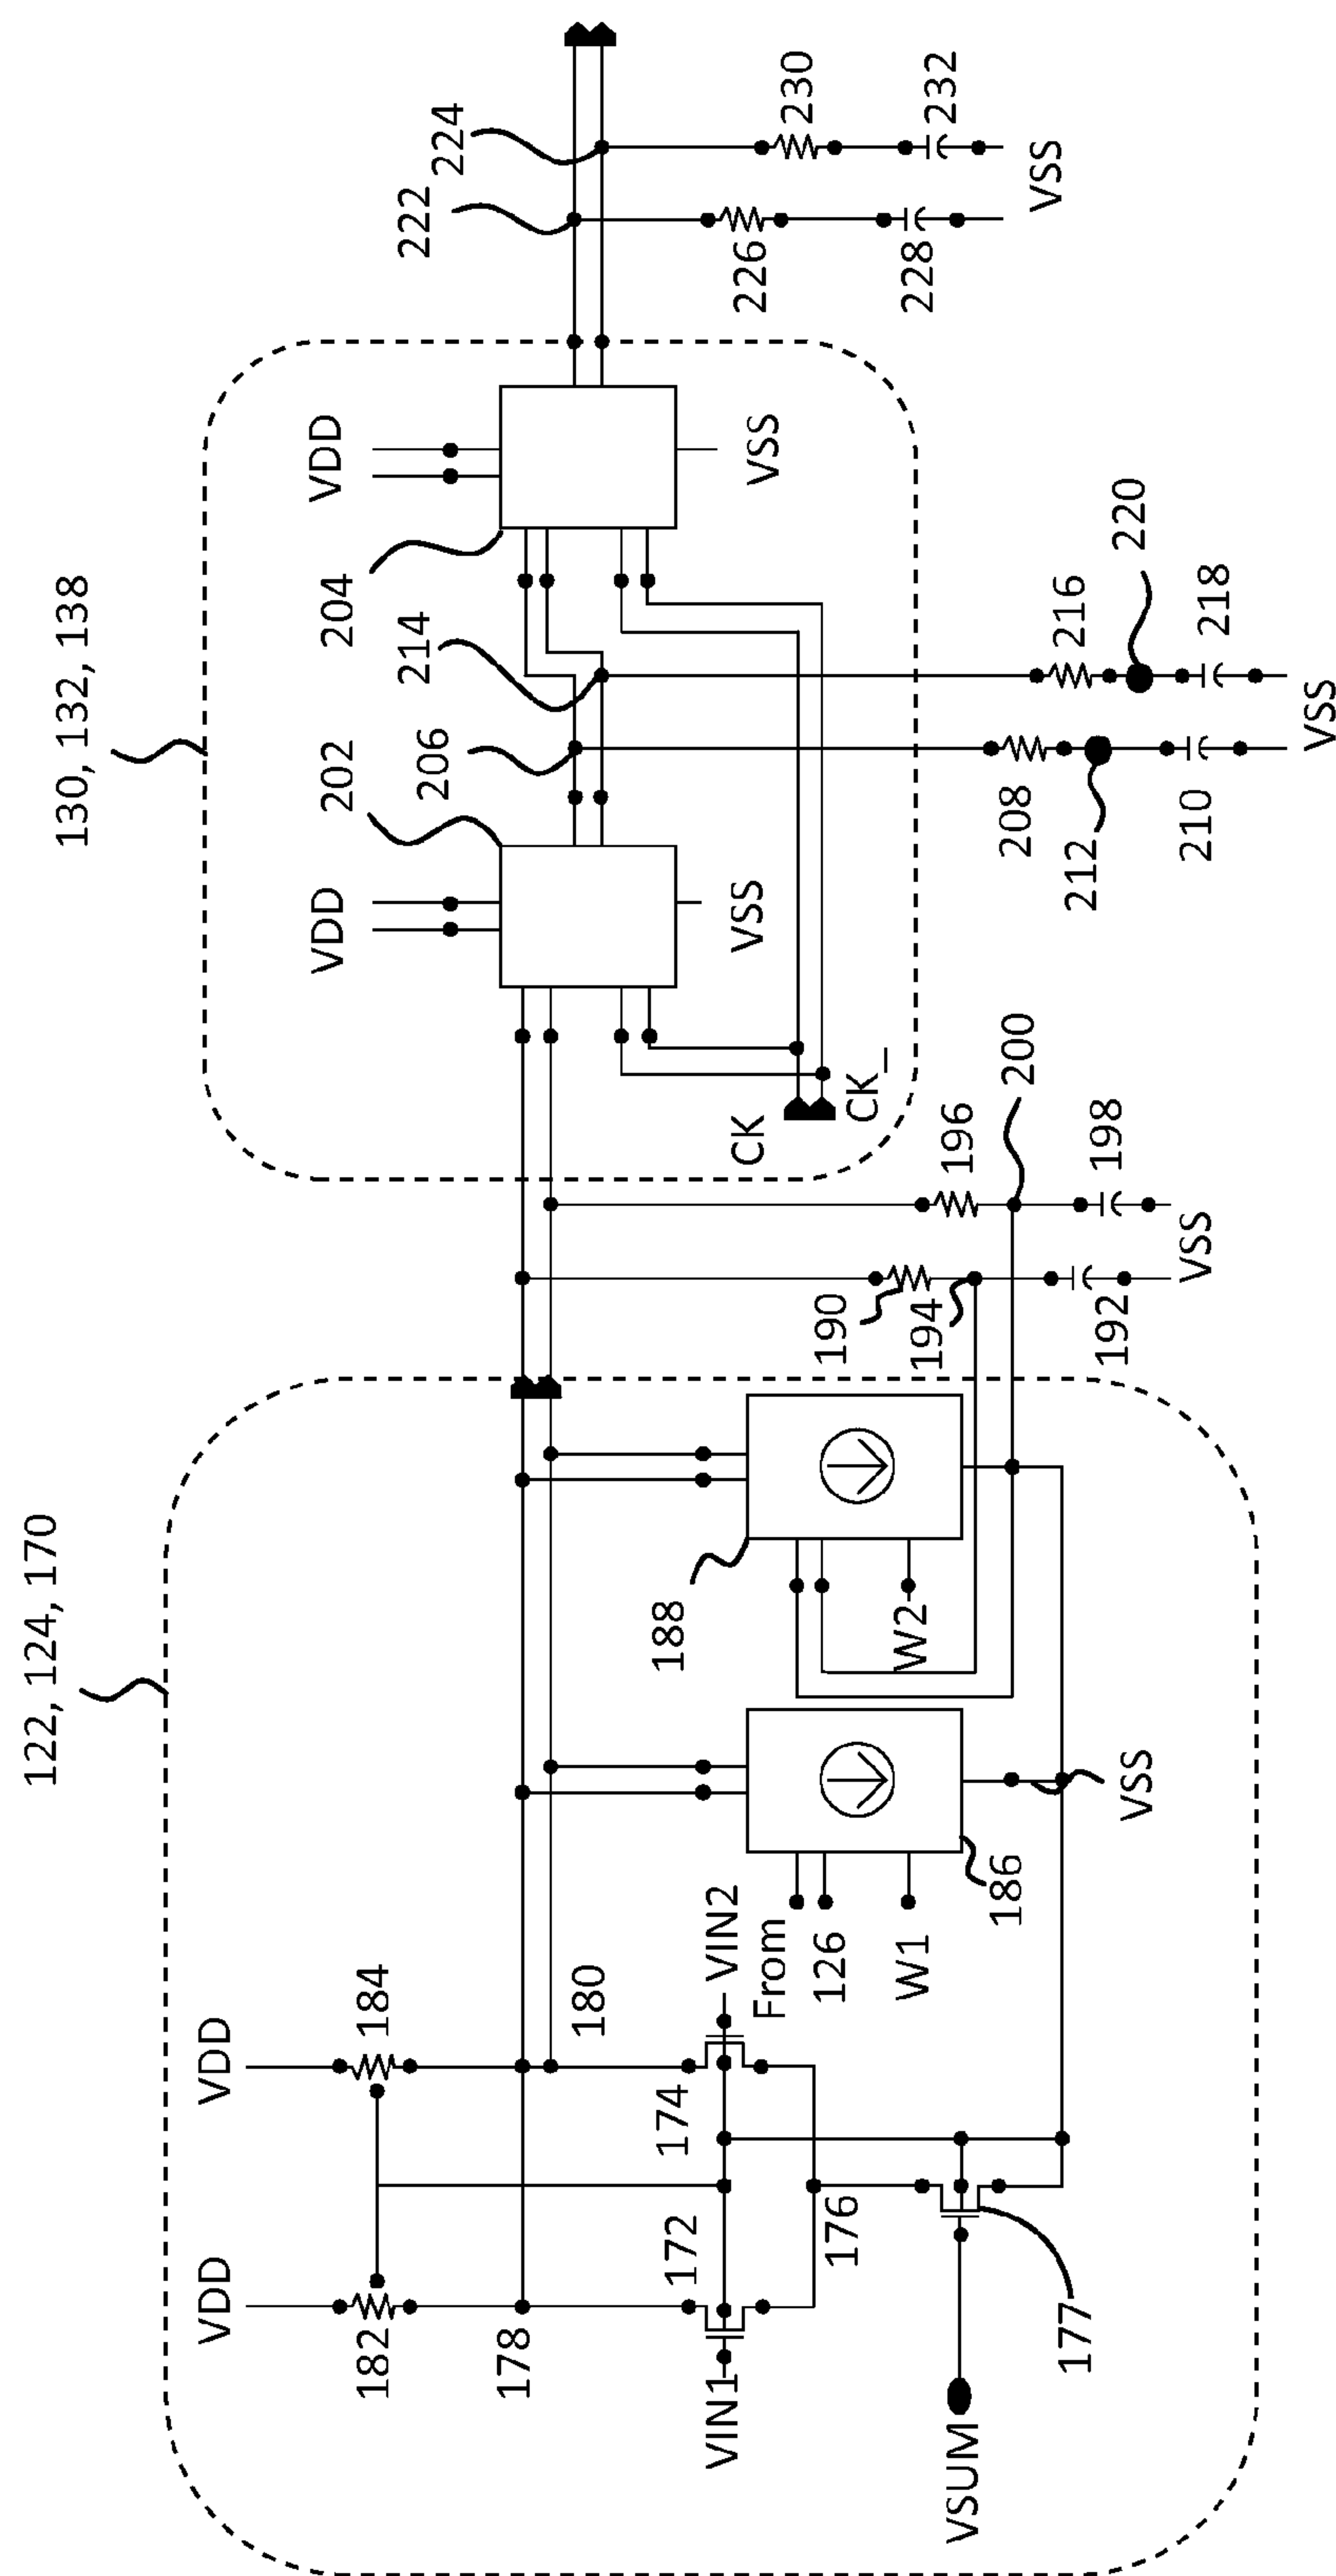 122, 124, 170
130, 132, 138
VDD
VDD
VDD
VDD
182
184
178
180
172
174
VIN1
VIN2
176
VSUM
177
From
126
W1
186
VSS
188
W2
190
194
192
196
200
198
VSS
CK
CK_
202
VSS
206
214
204
VSS
208
212
210
216
220
218
VSS
222
224
226
228
230
232
VSS